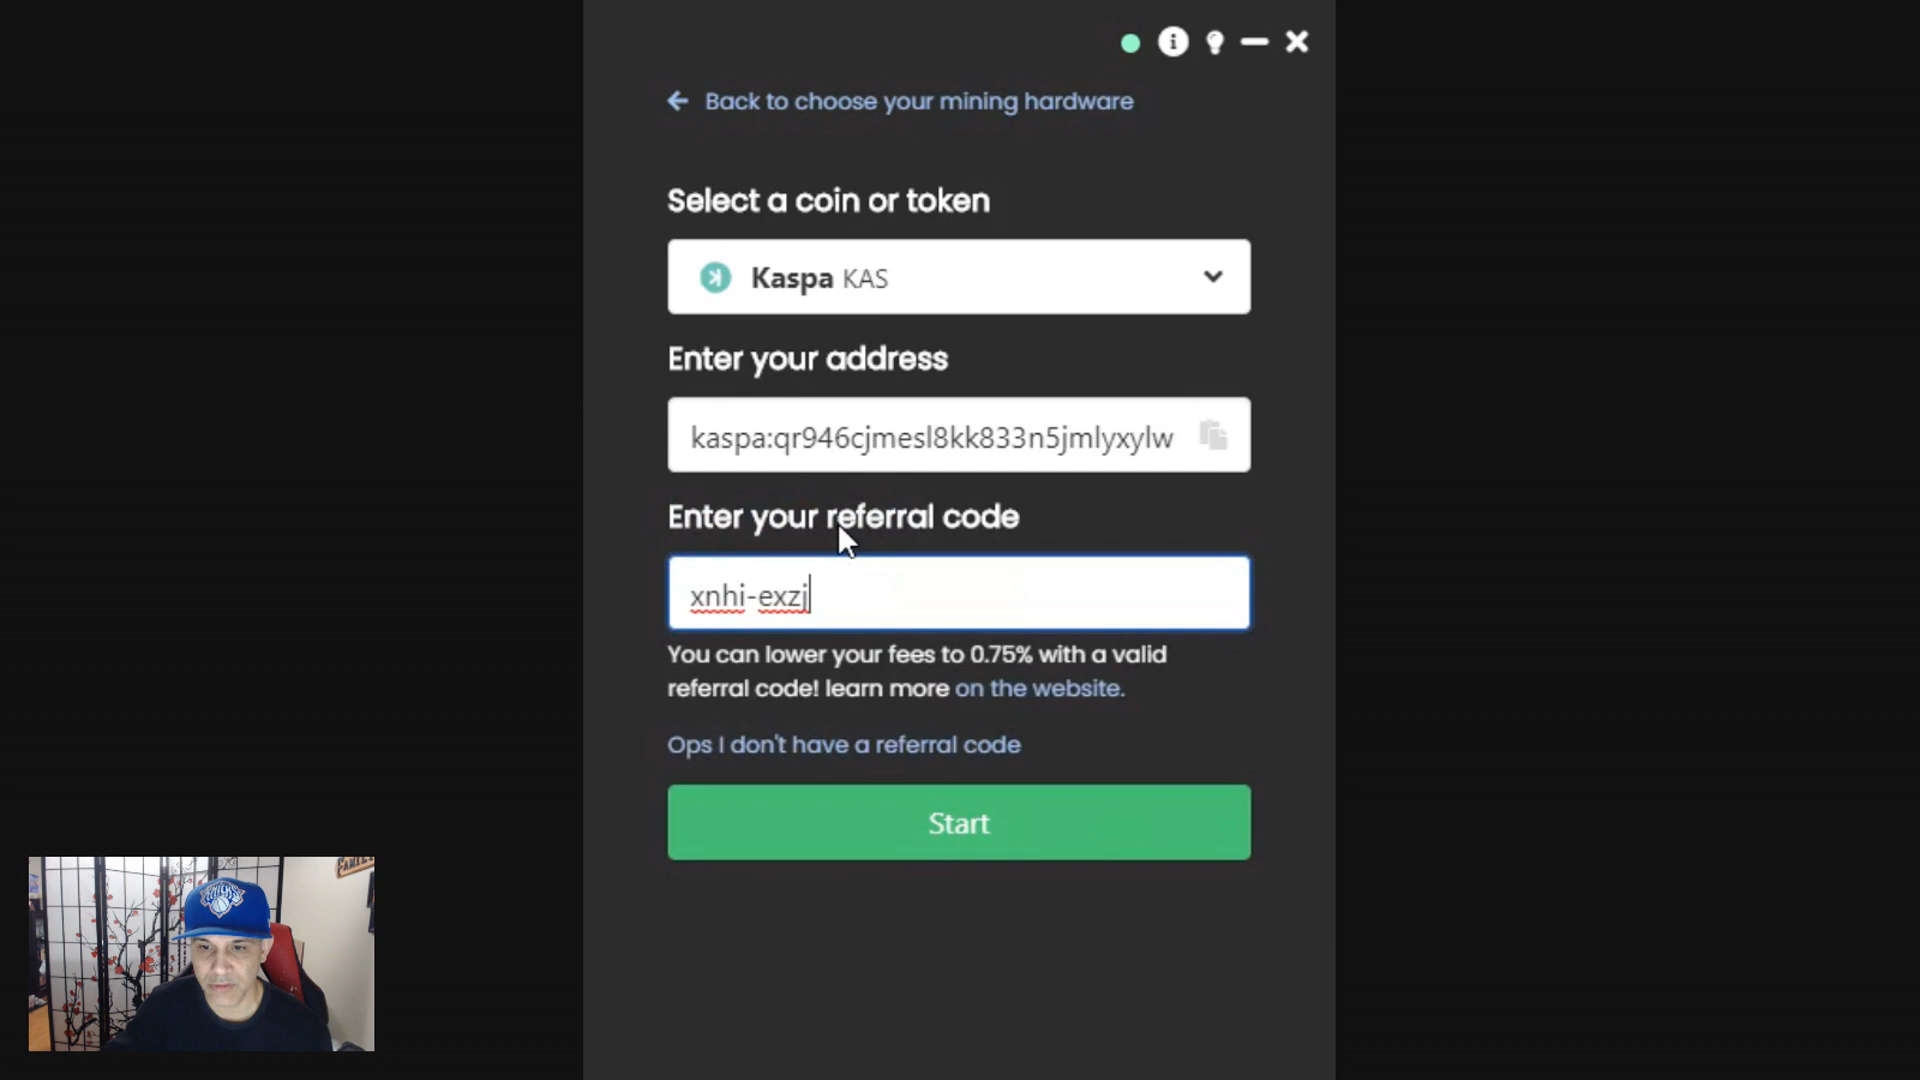 Back to choose your mining hardware
Select a coin or token
Kaspa KAS
Enter your address
kaspa:qr946cjmesl8kk833n5jmlyxylw
Enter your referral code
xnhi-exzj
You can lower your fees to 0.75% with a valid
referral code! learn more on the website.
Ops I don't have a referral code
Start
KNICKS